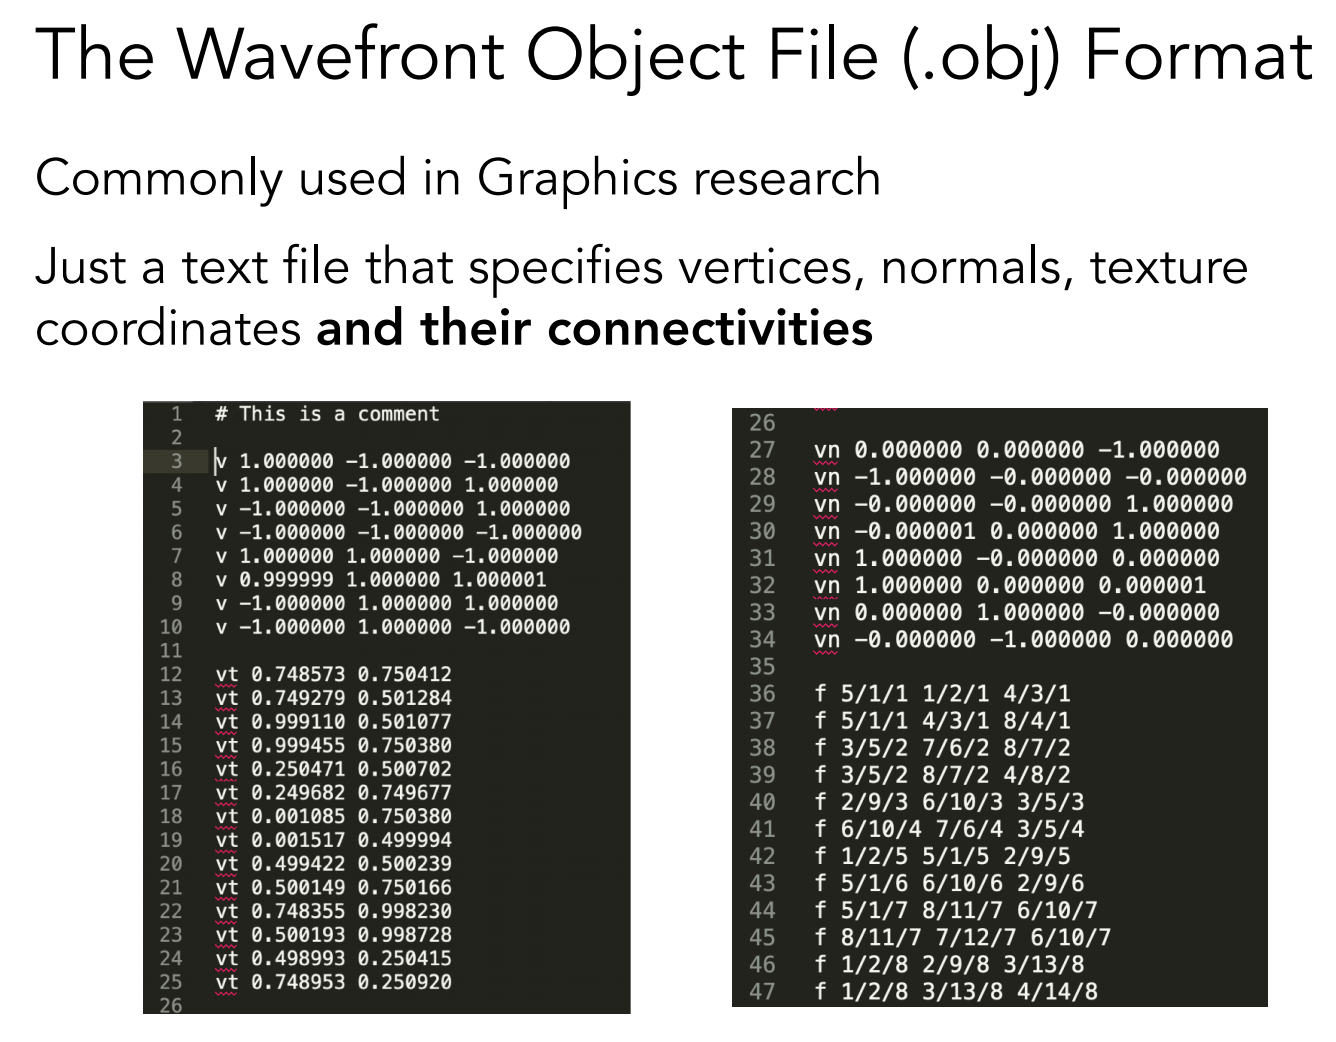 The Wavefront Object File (.obj) Format
Commonly used in Graphics research
Just a text file that specifies vertices, normals, texture
coordinates and their connectivities
1 # This is a comment
2
3 v 1.000000 -1.000000 -1.000000
4 v 1.000000 -1.000000 1.000000
5 v -1.000000 -1.000000 1.000000
6 v -1.000000 -1.000000 -1.000000
7 v 1.000000 1.000000 -1.000000
8 v 0.999999 1.000000 1.000001
9 v -1.000000 1.000000 1.000000
10 v -1.000000 1.000000 -1.000000
11
12 vt 0.748573 0.750412
13 vt 0.749279 0.501284
14 vt 0.999110 0.501077
15 vt 0.999455 0.750380
16 vt 0.250471 0.500702
17 vt 0.249682 0.749677
18 vt 0.001085 0.750380
19 vt 0.001517 0.499994
20 vt 0.499422 0.500239
21 vt 0.500149 0.750166
22 vt 0.748355 0.998230
23 vt 0.500193 0.998728
24 vt 0.498993 0.250415
25 vt 0.748953 0.250920
26
26
27 vn 0.000000 0.000000 -1.000000
28 vn -1.000000 -0.000000 -0.000000
29 vn -0.000000 -0.000000 1.000000
30 vn -0.000001 0.000000 1.000000
31 vn 1.000000 -0.000000 0.000000
32 vn 1.000000 0.000000 0.000001
33 vn 0.000000 1.000000 -0.000000
34 vn -0.000000 -1.000000 0.000000
35
36 f 5/1/1 1/2/1 4/3/1
37 f 5/1/1 4/3/1 8/4/1
38 f 3/5/2 7/6/2 8/7/2
39 f 3/5/2 8/7/2 4/8/2
40 f 2/9/3 6/10/3 3/5/3
41 f 6/10/4 7/6/4 3/5/4
42 f 1/2/5 5/1/5 2/9/5
43 f 5/1/6 6/10/6 2/9/6
44 f 5/1/7 8/11/7 6/10/7
45 f 8/11/7 7/12/7 6/10/7
46 f 1/2/8 2/9/8 3/13/8
47 f 1/2/8 3/13/8 4/14/8